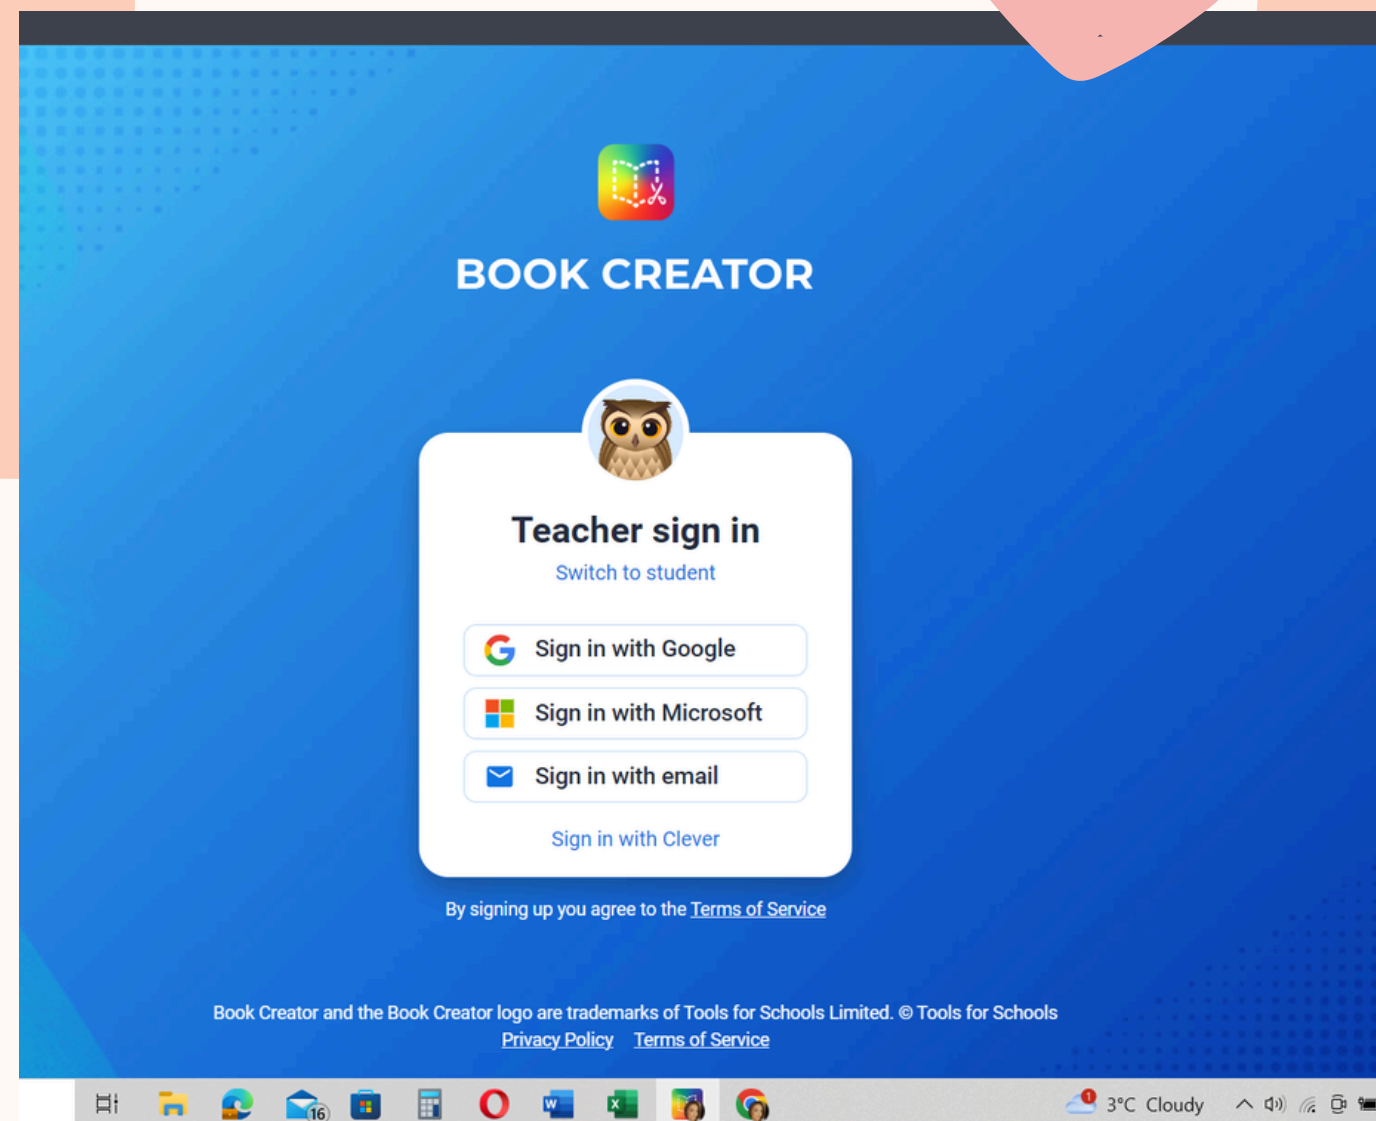 BOOK CREATOR
Teacher sign in
Switch to student
Sign in with Google
Sign in with Microsoft
Sign in with email
Sign in with Clever
By signing up you agree to the Terms of Service
Book Creator and the Book Creator logo are trademarks of Tools for Schools Limited. © Tools for Schools
Privacy Policy Terms of Service
16
W
X
1
3°C Cloudy